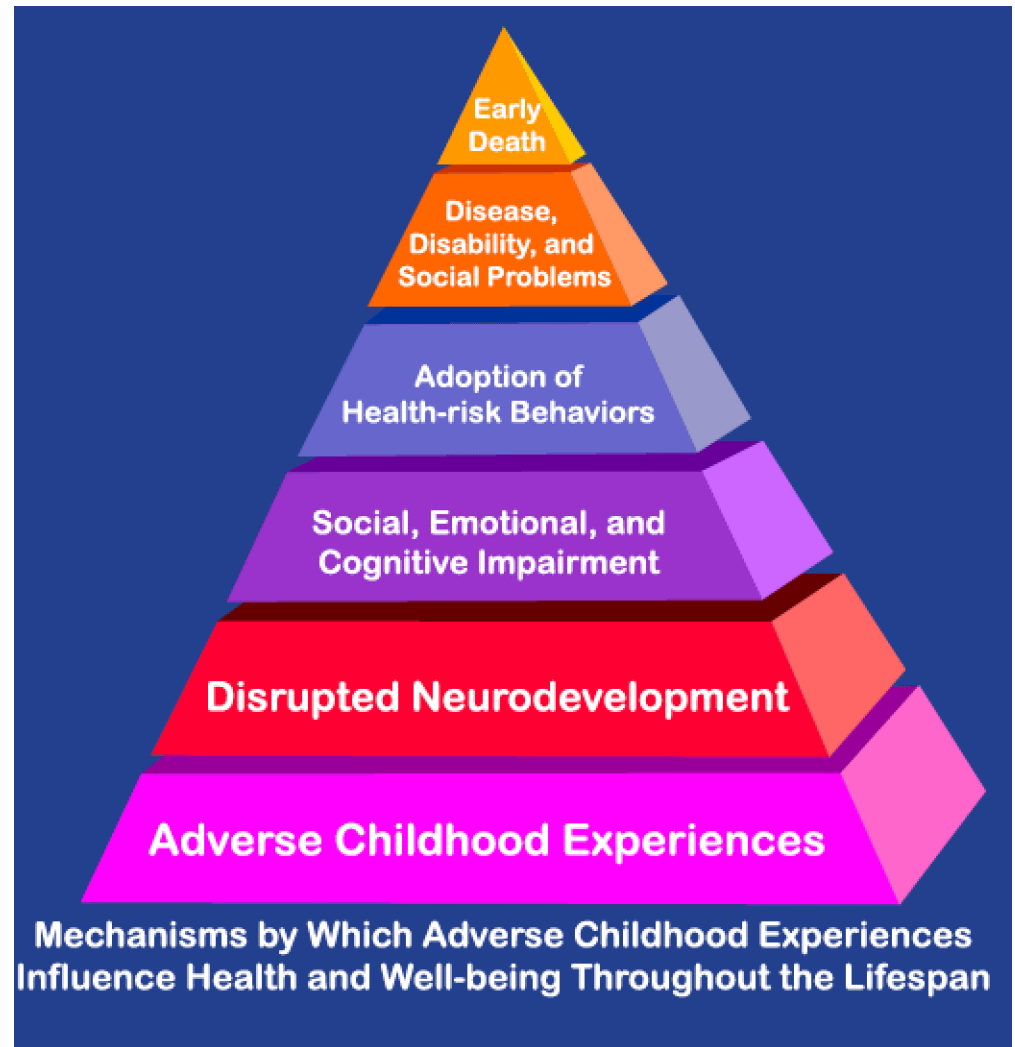 Early
Death
Disease,
Disability, and
Social Problems
Adoption of
Health-risk Behaviors
Social, Emotional, and
Cognitive Impairment
Disrupted Neurodevelopment
Adverse Childhood Experiences
Mechanisms by Which Adverse Childhood Experiences
Influence Health and Well-being Throughout the Lifespan